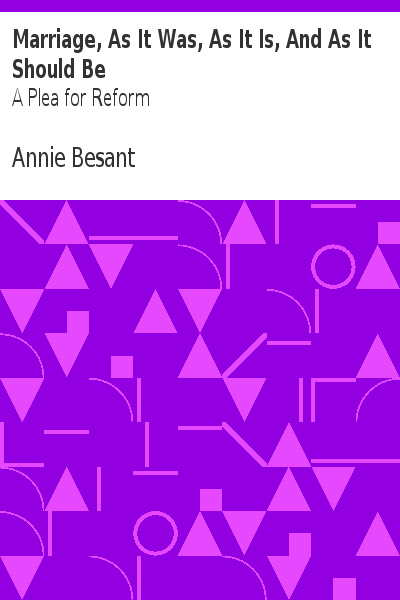 Marriage, As It Was, As It Is, And As It
Should Be
A Plea for Reform
Annie Besant